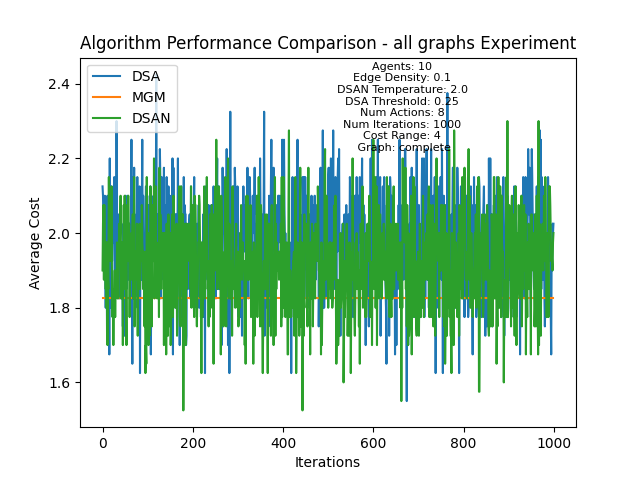 Algorithm Performance Comparison - all graphs Experiment
DSA
MGM
DSAN
Agents: 10
Edge Density: 0.1
DSAN Temperature: 2.0
DSA Threshold: 0.25
Num Actions: 8
Num Iterations: 1000
Cost Range: 4
Graph: complete
Average Cost
2.4
2.2
2.0
1.8
1.6
0 200 400 600 800 1000
Iterations